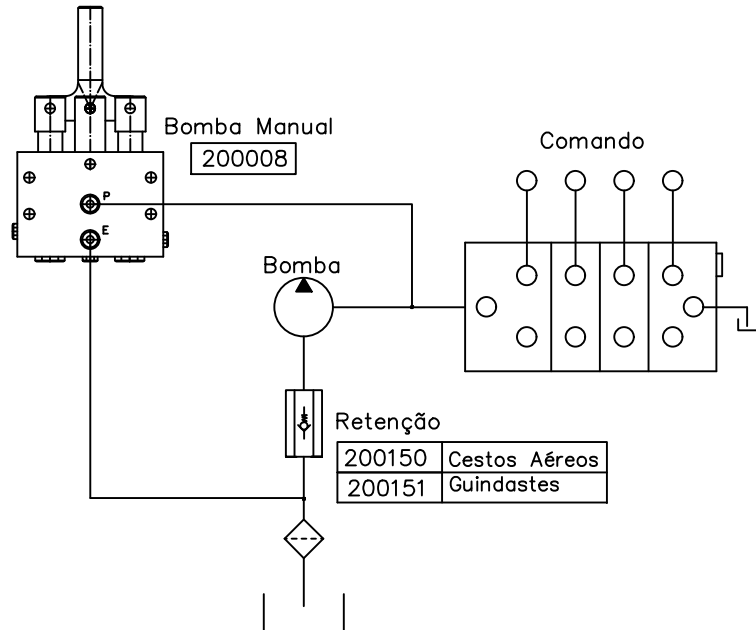 Bomba Manual
200008
Comando
P
E
Bomba
Retenção
200150 Cestos Aéreos
200151 Guindastes